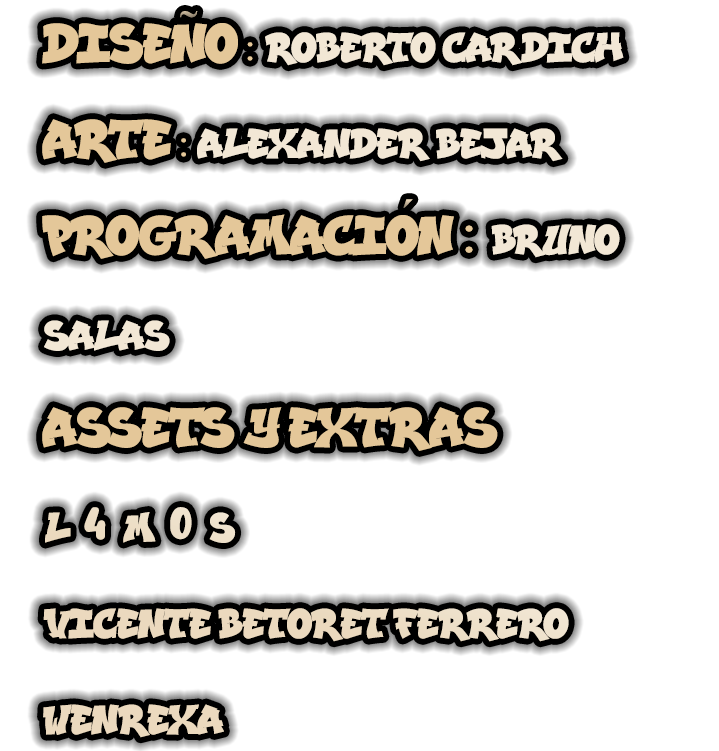 DISEÑO: ROBERTO CARDICH
ARTE: ALEXANDER BEJAR
PROGRAMACIÓN: BRUNO
SALAS
ASSETS Y EXTRAS
L 4 M 0 S
VICENTE BETORET FERRERO
WENREXA